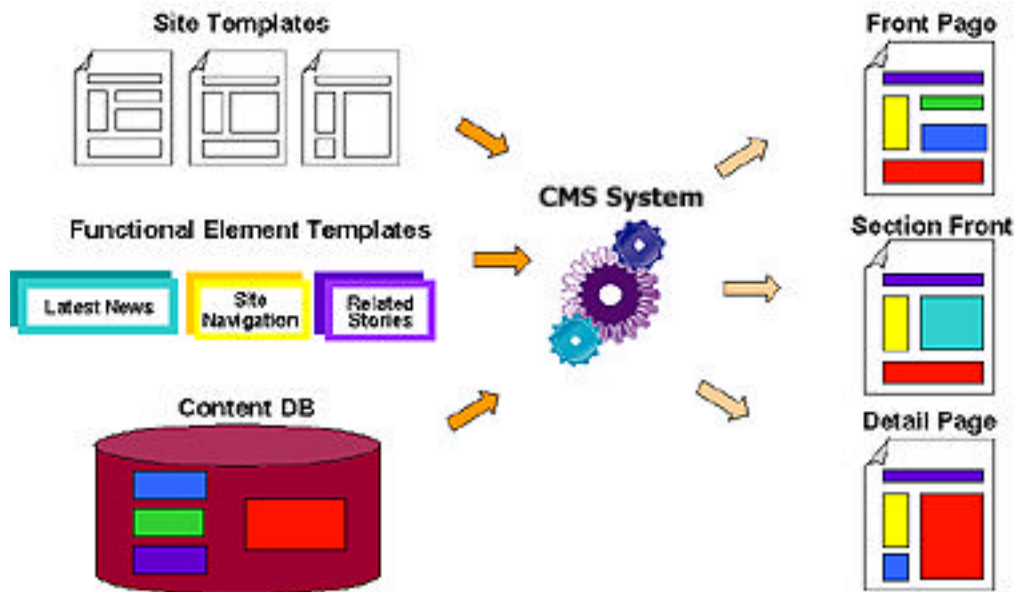 Site Templates
Front Page
CMS System
Functional Element Templates
Section Front
Latest News
Site
Navigation
Related
Stories
Content DB
Detail Page